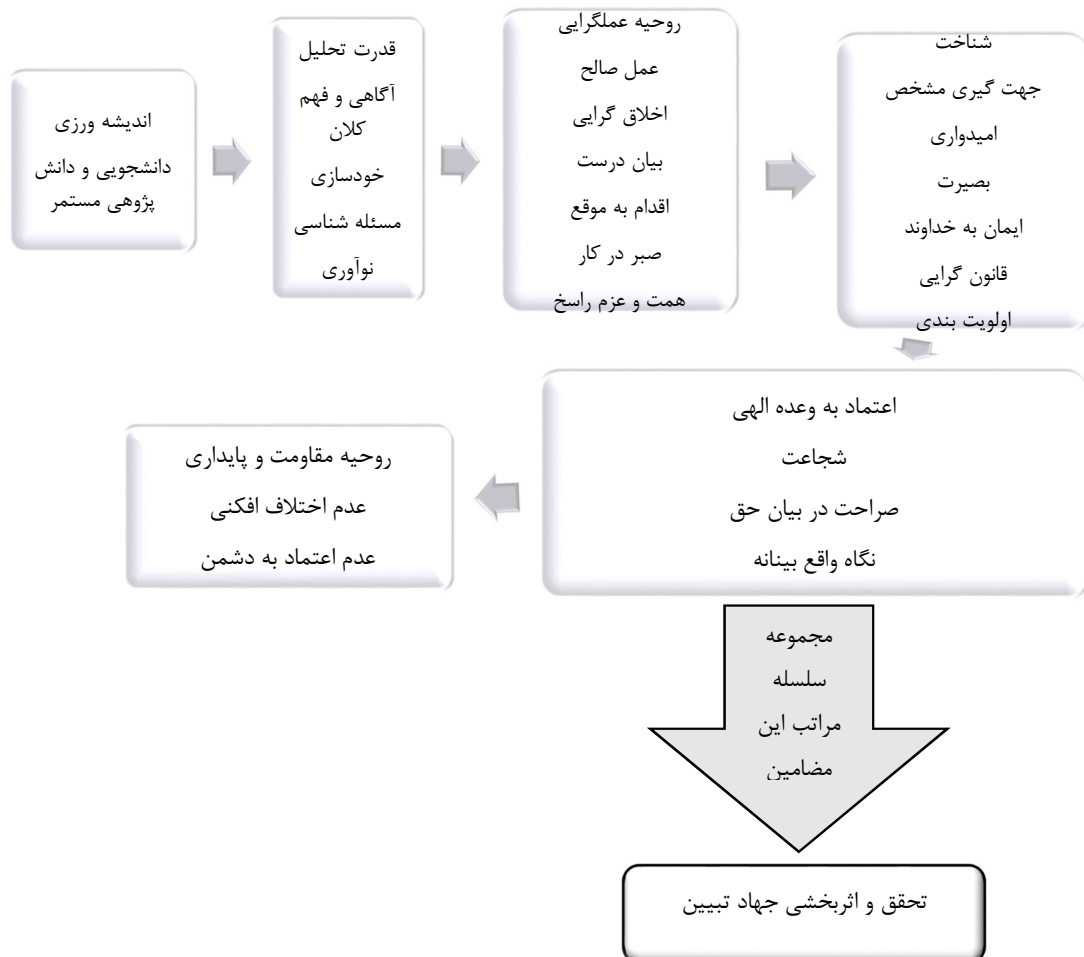 اندیشه ورزی
دانشجویی و دانش
پژوهی مستمر
قدرت تحلیل
آگاهی و فهم
کلان
خودسازی
مسئله شناسی
نوآوری
روحیه عملگرایی
عمل صالح
اخلاق گرایی
بیان درست
اقدام به موقع
صبر در کار
همت و عزم راسخ
شناخت
جهت گیری مشخص
امیدواری
بصیرت
ایمان به خداوند
قانون گرایی
اولویت بندی
اعتماد به وعده الهی
شجاعت
صراحت در بیان حق
نگاه واقع بینانه
روحیه مقاومت و پایداری
عدم اختلاف افکنی
عدم اعتماد به دشمن
مجموعه
سلسله
مراتب این
مضامین
تحقق و اثربخشی جهاد تبیین